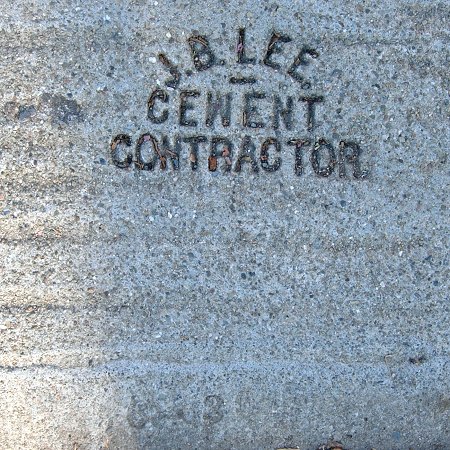 J.B. LEE.
CEMENT
CONTRACTOR